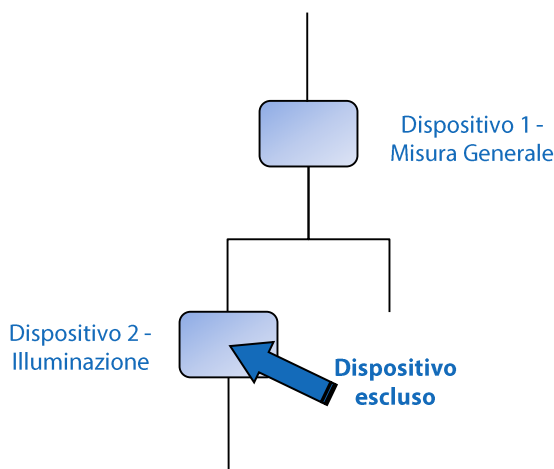 Dispositivo 1 -
Misura Generale
Dispositivo 2 -
Illuminazione
Dispositivo
escluso